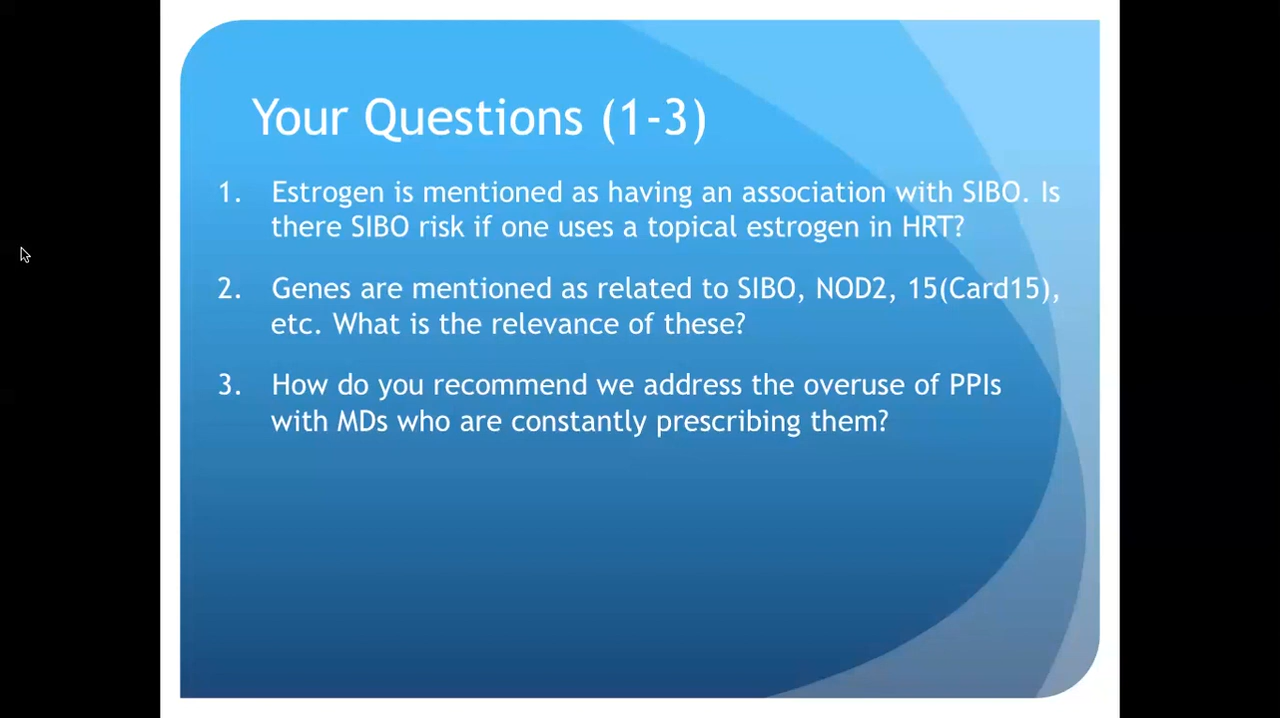 Your Questions (1-3)
1. Estrogen is mentioned as having an association with SIBO. Is
there SIBO risk if one uses a topical estrogen in HRT?
2. Genes are mentioned as related to SIBO, NOD2, 15(Card15),
etc. What is the relevance of these?
3. How do you recommend we address the overuse of PPIs
with MDs who are constantly prescribing them?